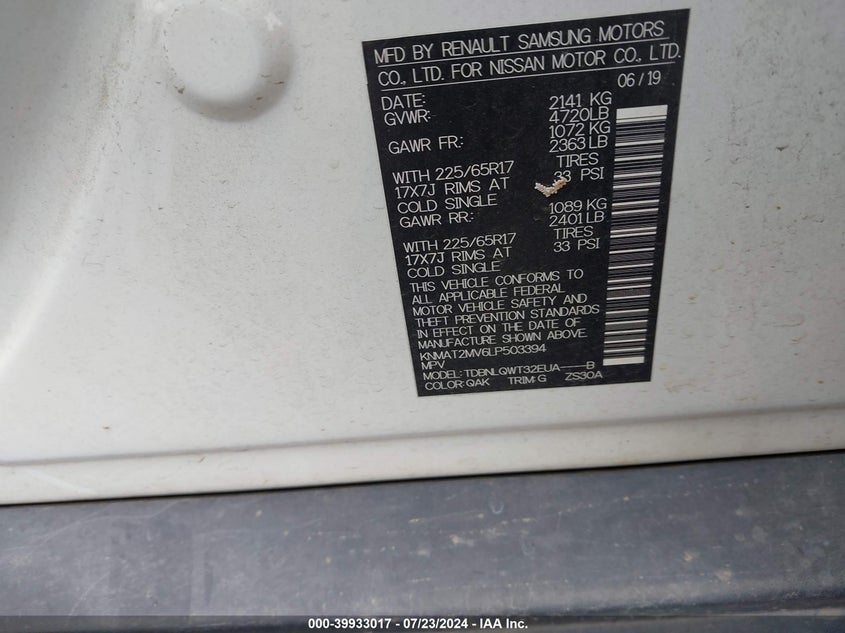 MFD BY RENAULT SAMSUNG MOTORS
CO., LTD. FOR NISSAN MOTOR CO., LTD.
DATE: 06/19
GVWR: 2141 KG
4720LB
GAWR FR: 1072 KG
2363LB
WITH 225/65R17 TIRES
17X7J RIMS AT 33 PSI
COLD SINGLE
GAWR RR: 1089 KG
2401LB
WITH 225/65R17 TIRES
17X7J RIMS AT 33 PSI
COLD SINGLE
THIS VEHICLE CONFORMS TO
ALL APPLICABLE FEDERAL
MOTOR VEHICLE SAFETY AND
THEFT PREVENTION STANDARDS
IN EFFECT ON THE DATE OF
MANUFACTURE SHOWN ABOVE.
KNMAT2MV6LP503394
MPV
MODEL: TDBNLQWT32EUA----B
COLOR: QAK TRIM: G ZS30A
000-39933017 - 07/23/2024 - IAA Inc.